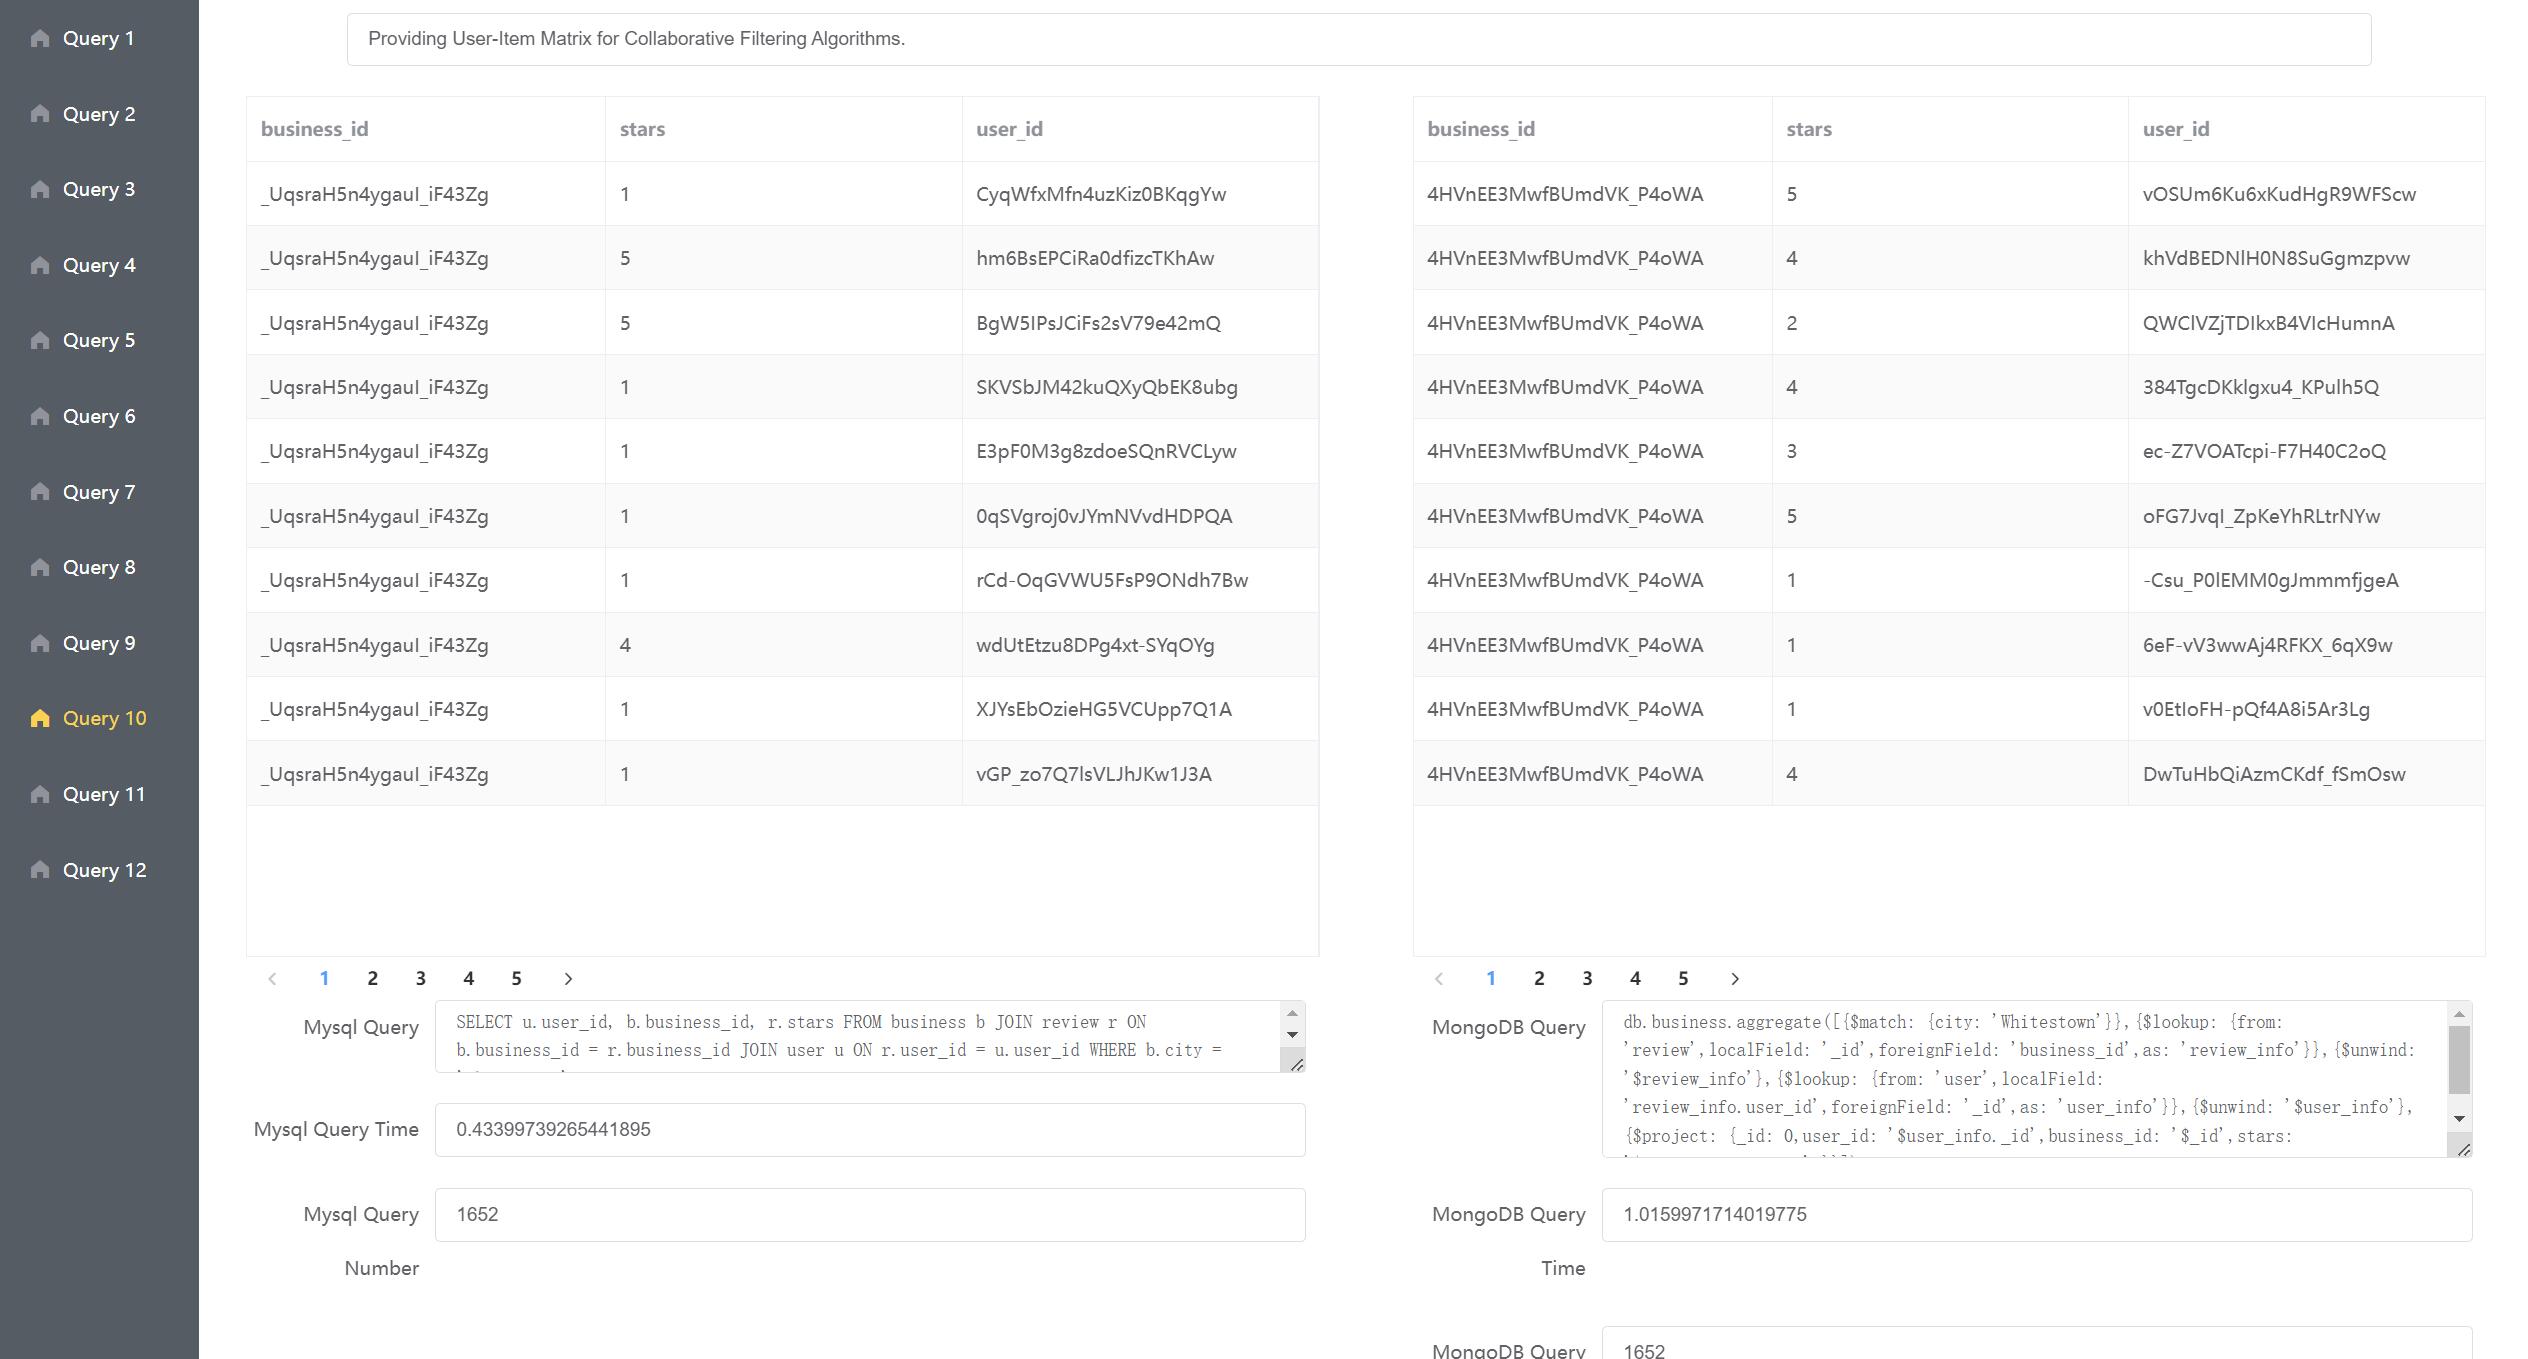 Query 1
Query 2
Query 3
Query 4
Query 5
Query 6
Query 7
Query 8
Query 9
Query 10
Query 11
Query 12
Providing User-Item Matrix for Collaborative Filtering Algorithms.
business_id stars user_id
_UqsraH5n4ygauI_iF43Zg 1 CyqWfxMfn4uzKiz0BKqgYw
_UqsraH5n4ygauI_iF43Zg 5 hm6BsEPCiRa0dfizcTKhAw
_UqsraH5n4ygauI_iF43Zg 5 BgW5IPsJCiFs2sV79e42mQ
_UqsraH5n4ygauI_iF43Zg 1 SKVSbJM42kuQXyQbEK8ubg
_UqsraH5n4ygauI_iF43Zg 1 E3pF0M3g8zdoeSQnRVCLyw
_UqsraH5n4ygauI_iF43Zg 1 0qSVgroj0vJYmNVvdHDPQA
_UqsraH5n4ygauI_iF43Zg 1 rCd-OqGVWU5FsP9ONdh7Bw
_UqsraH5n4ygauI_iF43Zg 4 wdUtEtzu8DPg4xt-SYqOYg
_UqsraH5n4ygauI_iF43Zg 1 XJYsEbOzieHG5VCUpp7Q1A
_UqsraH5n4ygauI_iF43Zg 1 vGP_zo7Q7lsVLJhJKw1J3A
1 2 3 4 5
Mysql Query
SELECT u.user_id, b.business_id, r.stars FROM business b JOIN review r ON
b.business_id = r.business_id JOIN user u ON r.user_id = u.user_id WHERE b.city =
Mysql Query Time 0.43399739265441895
Mysql Query 1652
Number
business_id stars user_id
4HVnEE3MwfBUmdVK_P4oWA 5 vOSUm6Ku6xKudHgR9WFScw
4HVnEE3MwfBUmdVK_P4oWA 4 khVdBEDNlH0N8SuGgmzpvw
4HVnEE3MwfBUmdVK_P4oWA 2 QWClVZjTDIkxB4VIcHumnA
4HVnEE3MwfBUmdVK_P4oWA 4 384TgcDKklgxu4_KPulh5Q
4HVnEE3MwfBUmdVK_P4oWA 3 ec-Z7VOATcpi-F7H40C2oQ
4HVnEE3MwfBUmdVK_P4oWA 5 oFG7JvqI_ZpKeYhRLtrNYw
4HVnEE3MwfBUmdVK_P4oWA 1 -Csu_P0lEMM0gJmmmfjgeA
4HVnEE3MwfBUmdVK_P4oWA 1 6eF-vV3wwAj4RFKX_6qX9w
4HVnEE3MwfBUmdVK_P4oWA 1 v0EtIoFH-pQf4A8i5Ar3Lg
4HVnEE3MwfBUmdVK_P4oWA 4 DwTuHbQiAzmCKdf_fSmOsw
1 2 3 4 5
MongoDB Query
db.business.aggregate([{$match: {city: 'Whitestown'}},{$lookup: {from:
'review',localField: '_id',foreignField: 'business_id',as: 'review_info'}},{$unwind:
'$review_info'},{$lookup: {from: 'user',localField:
'review_info.user_id',foreignField: '_id',as: 'user_info'}},{$unwind: '$user_info'},
{$project: {_id: 0,user_id: '$user_info._id',business_id: '$_id',stars:
MongoDB Query 1.0159971714019775
Time
MongoDB Query 1652